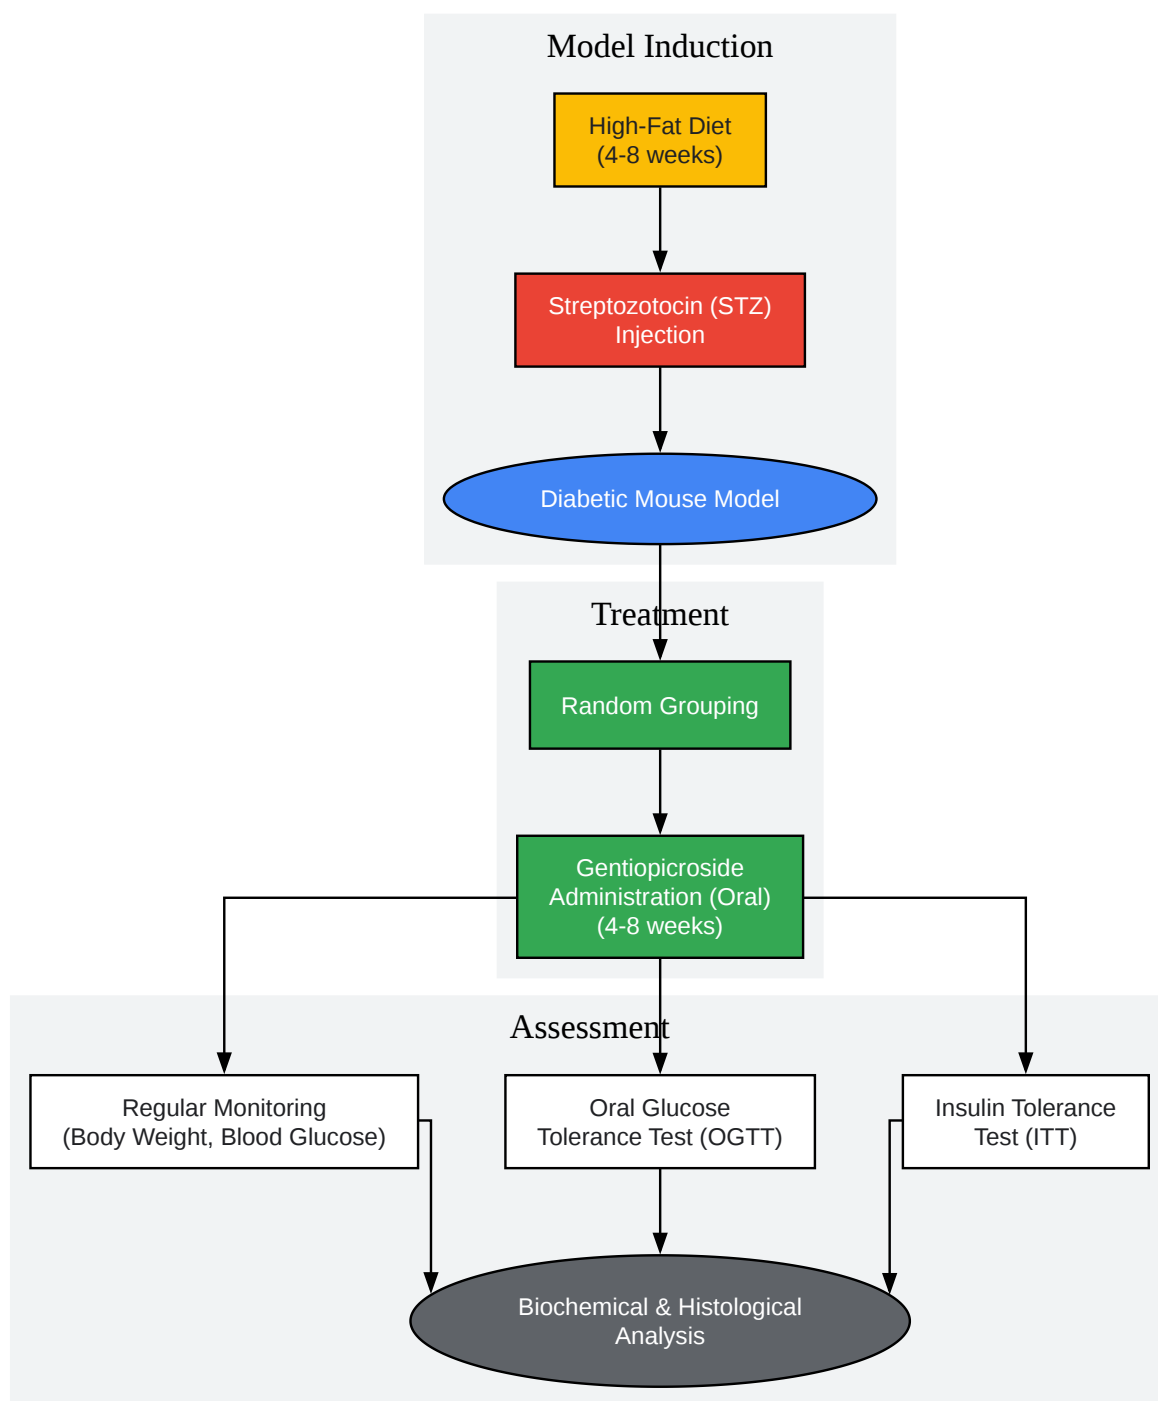 Model Induction
High-Fat Diet
(4-8 weeks)
Streptozotocin (STZ)
Injection
Diabetic Mouse Model
Treatment
Random Grouping
Gentiopicroside
Administration (Oral)
(4-8 weeks)
Assessment
Regular Monitoring
(Body Weight, Blood Glucose)
Oral Glucose
Tolerance Test (OGTT)
Insulin Tolerance
Test (ITT)
Biochemical & Histological
Analysis